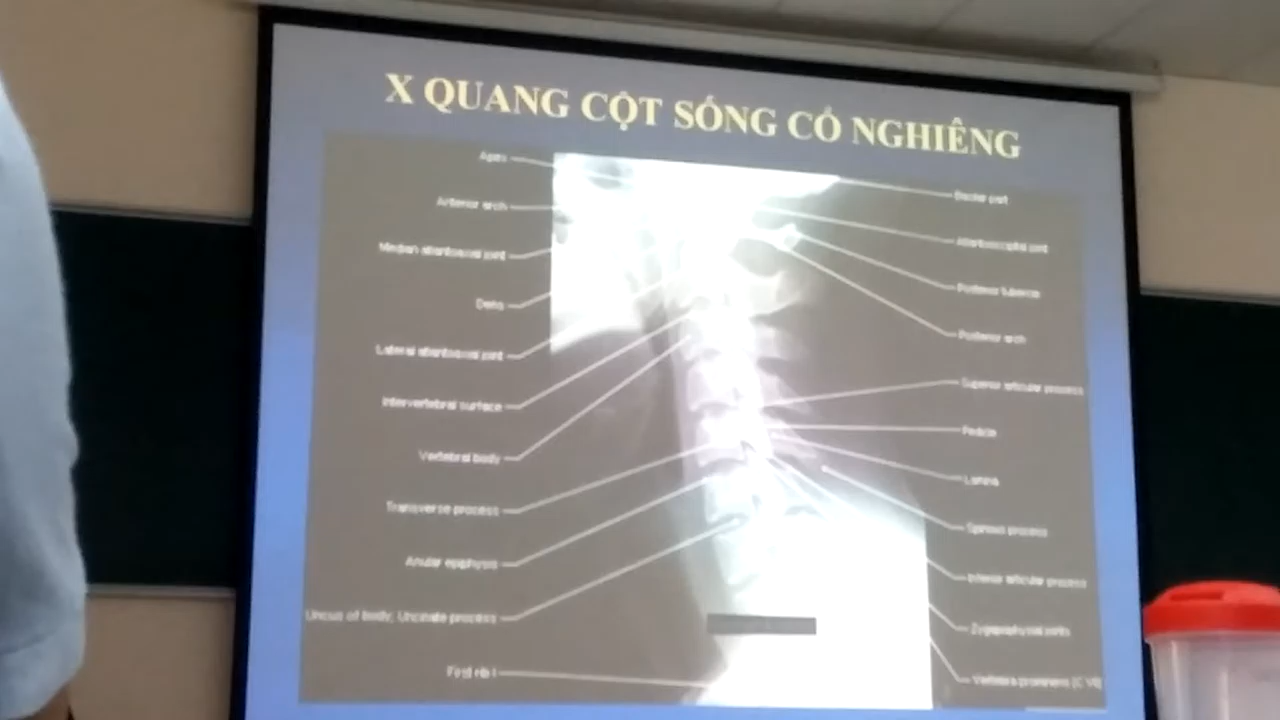 X QUANG CỘT SỐNG CỔ NGHIÊNG
Apex
Anterior arch
Median atlantoaxial joint
Dens
Lateral atlantoaxial joint
Intervertebral surface
Vertebral body
Transverse process
Anular epiphysis
Uncus of body; Uncinate process
First rib I
Basilar part
Atlantooccipital joint
Posterior tubercle
Posterior arch
Superior articular process
Pedicle
Lamina
Spinous process
Inferior articular process
Zygapophysial joints
Vertebra prominens (C VII)